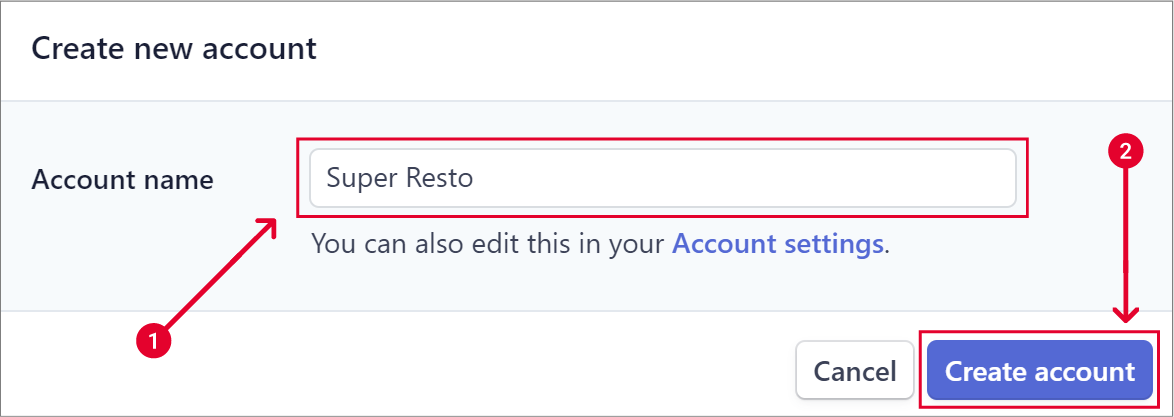 Create new account
2
Account name Super Resto
You can also edit this in your Account settings.
1
Cancel Create account